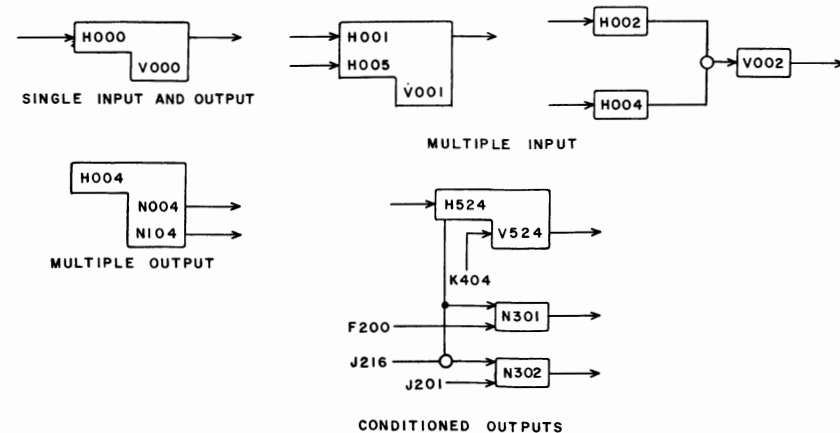 H000
V000
SINGLE INPUT AND OUTPUT
H001
H005
V001
H002
V002
H004
MULTIPLE INPUT
H004
N004
N104
MULTIPLE OUTPUT
H524
V524
K404
N301
F200
J216
N302
J201
CONDITIONED OUTPUTS